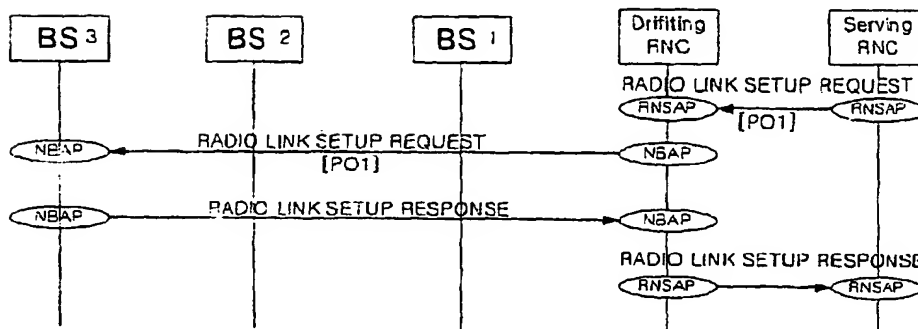 BS 3
BS 2
BS 1
Drifiting
RNC
Serving
RNC
RADIO LINK SETUP REQUEST
RNSAP
RNSAP
[PO1]
RADIO LINK SETUP REQUEST
NBAP
NBAP
[PO1]
RADIO LINK SETUP RESPONSE
NBAP
NBAP
RADIO LINK SETUP RESPONSE
RNSAP
RNSAP